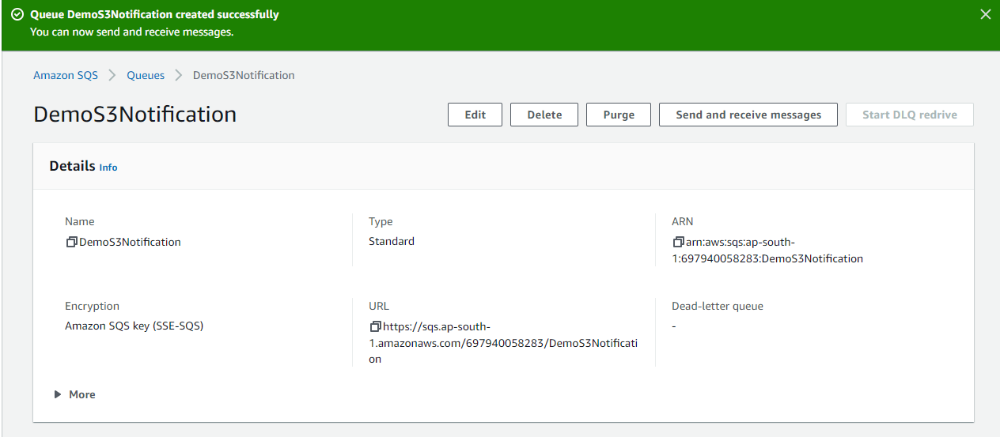 Queue DemoS3Notification created successfully
You can now send and receive messages.
Amazon SQS
Queues
DemoS3Notification
DemoS3Notification
Edit
Delete
Purge
Send and receive messages
Start DLQ redrive
Details Info
Name
DemoS3Notification
Type
Standard
ARN
arn:aws:sqs:ap-south-
1:697940058283:DemoS3Notification
Encryption
Amazon SQS key (SSE-SQS)
URL
https://sqs.ap-south-
1.amazonaws.com/697940058283/DemoS3Notificati
on
Dead-letter queue
-
More